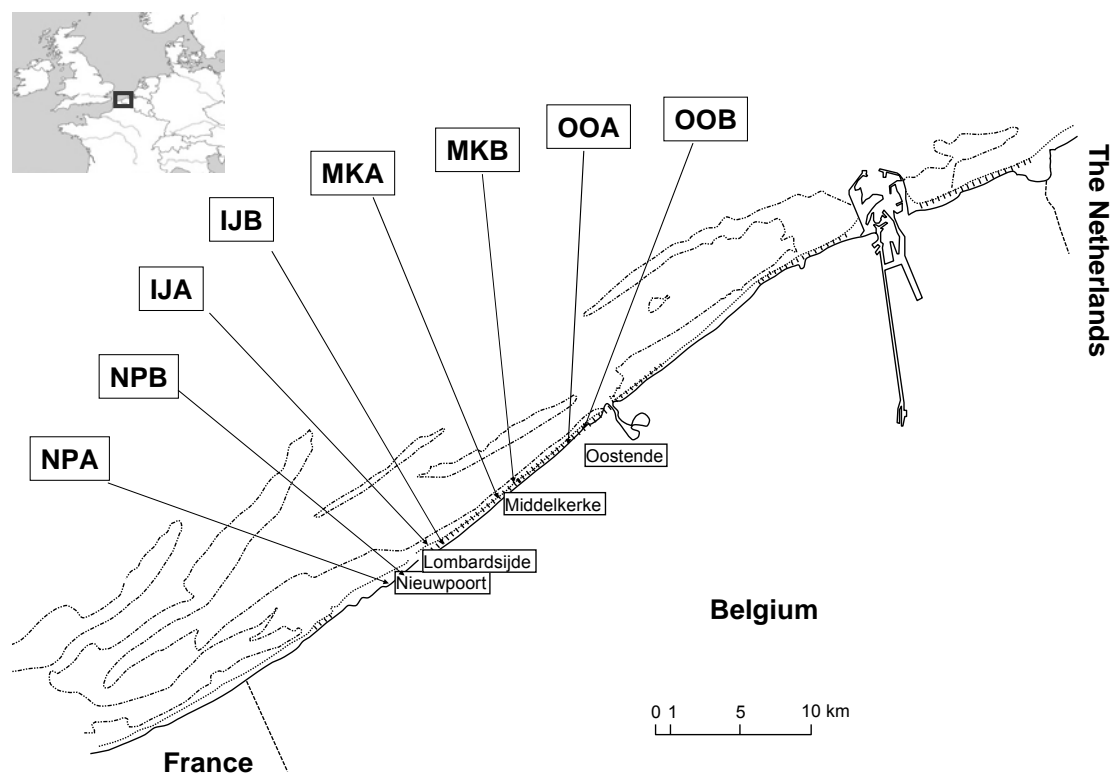 OOA
OOB
MKB
MKA
IJB
IJA
NPB
NPA
The Netherlands
Oostende
Middelkerke
Lombardsijde
Nieuwpoort
Belgium
0 1 5 10 km
France